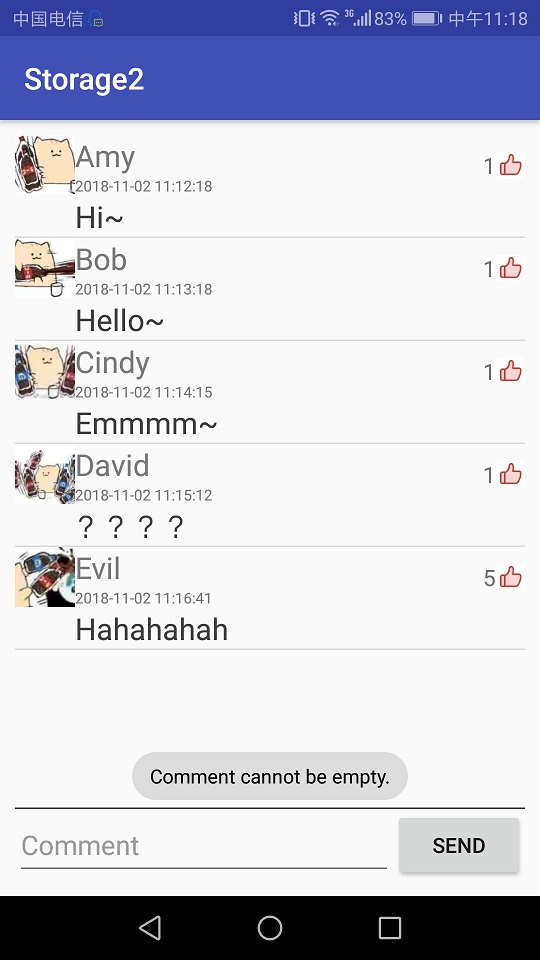 中国电信 3G 83% 中午11:18
Storage2
Amy
1
2018-11-02 11:12:18
Hi~
Bob
1
2018-11-02 11:13:18
Hello~
Cindy
1
2018-11-02 11:14:15
Emmmm~
David
1
2018-11-02 11:15:12
？？？？
Evil
5
2018-11-02 11:16:41
Hahahahah
Comment cannot be empty.
Comment
SEND